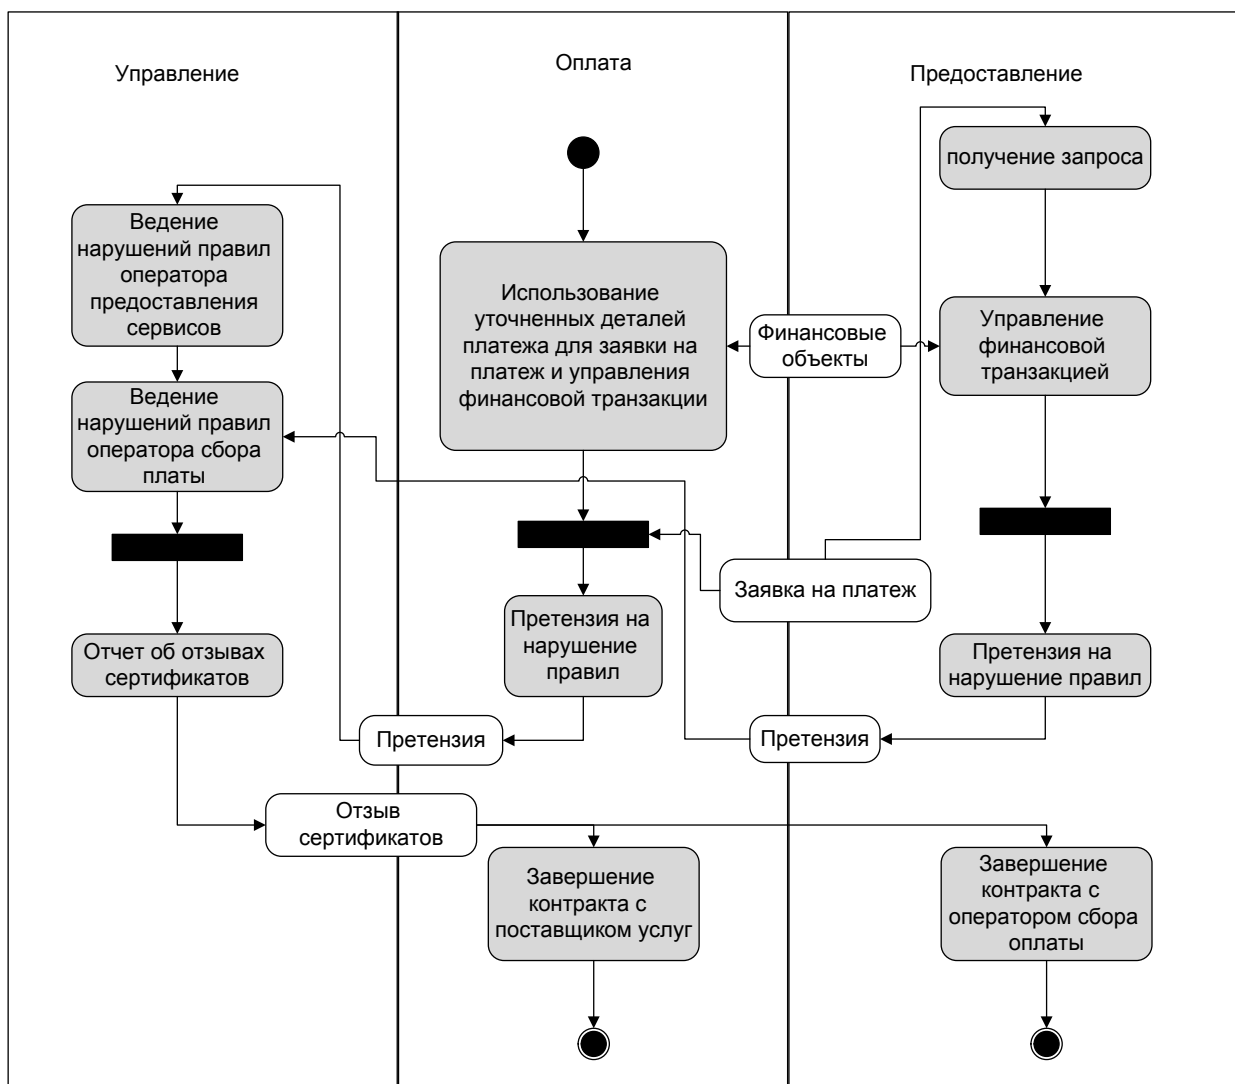 Управление
Оплата
Предоставление
получение запроса
Ведение
нарушений правил
оператора
предоставления
сервисов
Использование
уточненных деталей
платежа для заявки на
платеж и управления
финансовой транзакции
Финансовые
объекты
Управление
финансовой
транзакцией
Ведение
нарушений правил
оператора сбора
платы
Заявка на платеж
Претензия на
нарушение
правил
Отчет об отзывах
сертификатов
Претензия на
нарушение правил
Претензия
Претензия
Отзыв
сертификатов
Завершение
контракта с
поставщиком услуг
Завершение
контракта с
оператором сбора
оплаты